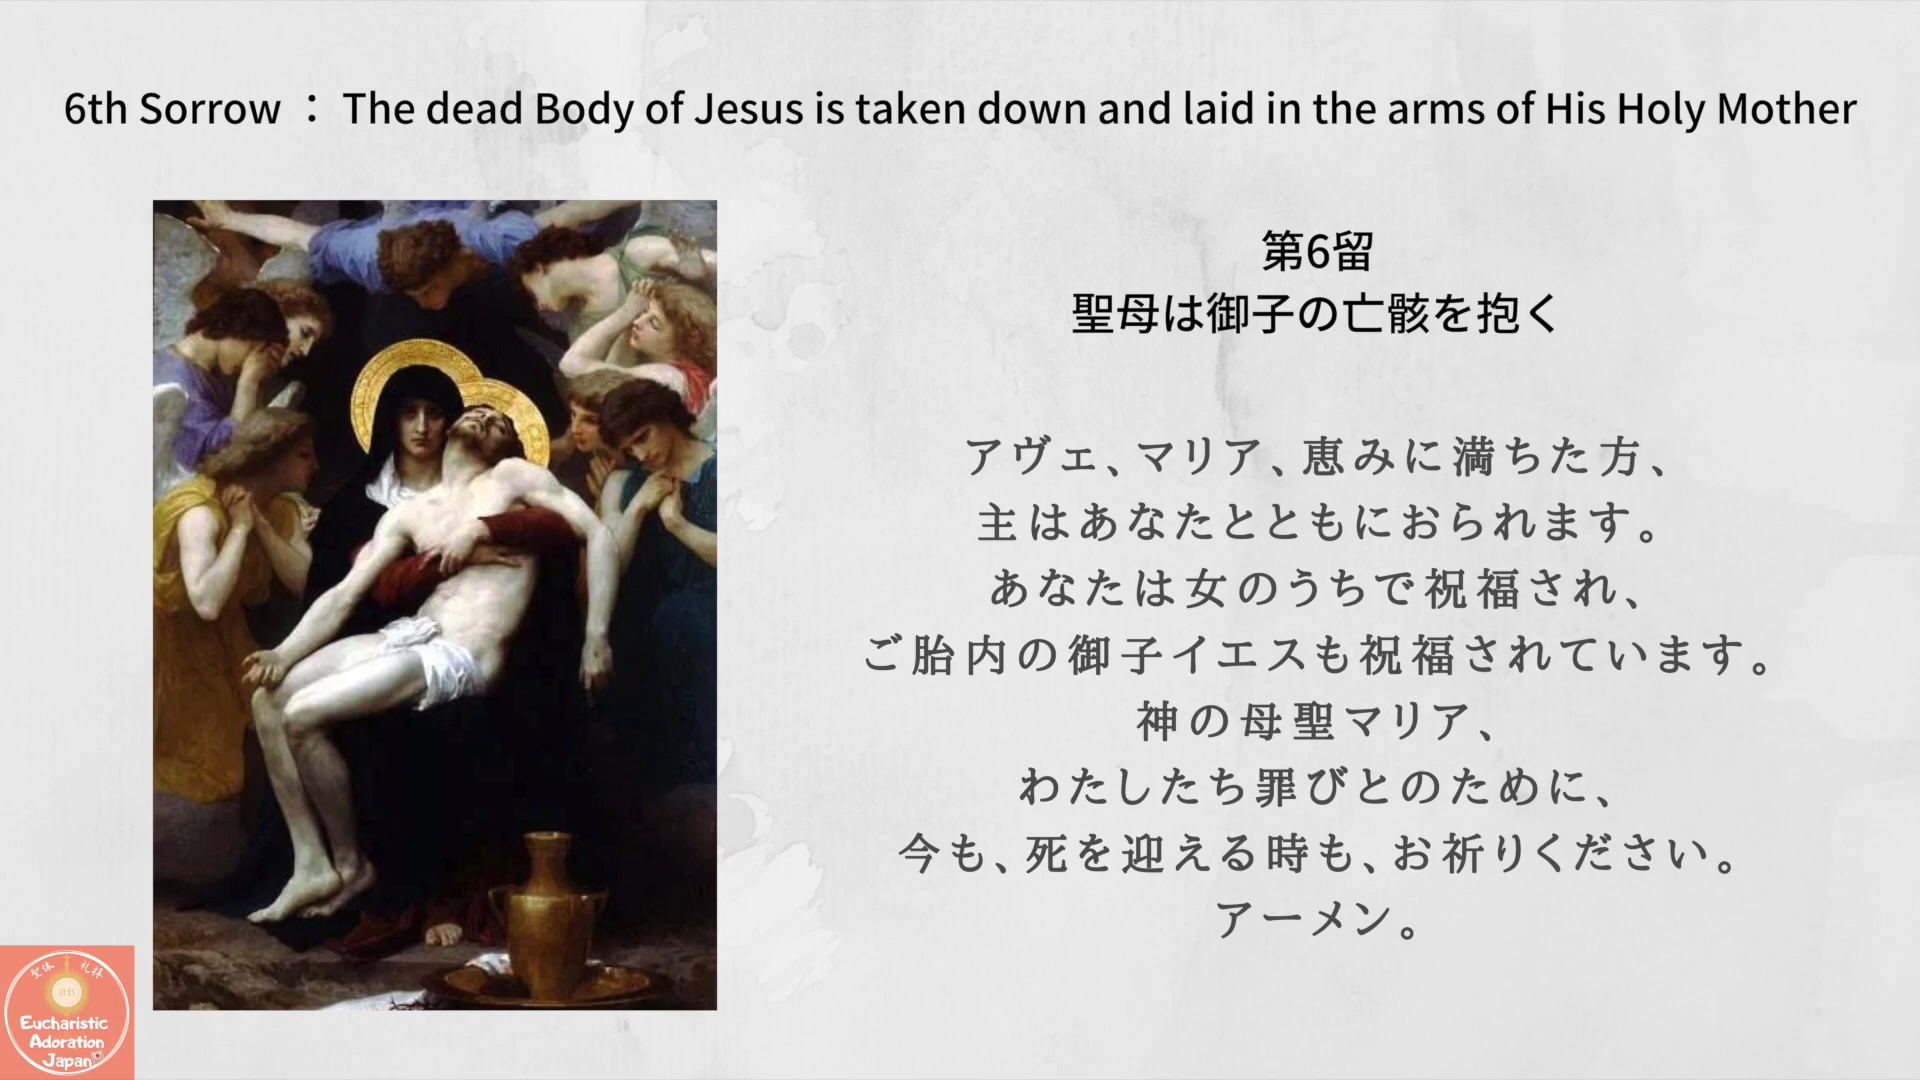 6th Sorrow ： The dead Body of Jesus is taken down and laid in the arms of His Holy Mother
第6留
聖母は御子の亡骸を抱く
アヴェ、マリア、恵みに満ちた方、
主はあなたとともにおられます。
あなたは女のうちで祝福され、
ご胎内の御子イエスも祝福されています。
神の母聖マリア、
わたしたち罪びとのために、
今も、死を迎える時も、お祈りください。
アーメン。
聖体 礼拝
IHS
Eucharistic
Adoration
Japan